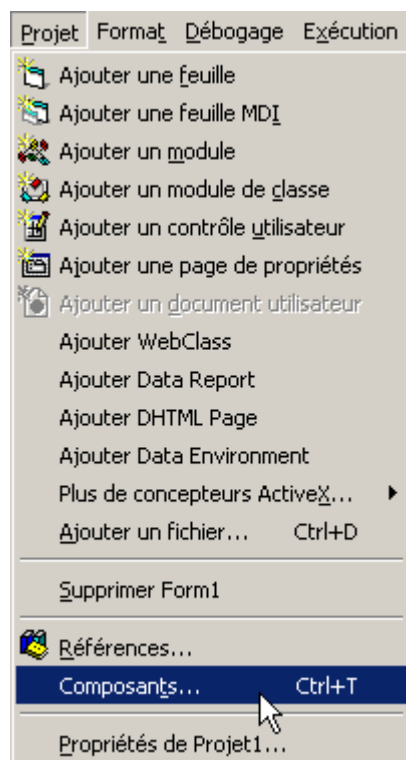 Projet Format Débogage Exécution
Ajouter une feuille
Ajouter une feuille MDI
Ajouter un module
Ajouter un module de classe
Ajouter un contrôle utilisateur
Ajouter une page de propriétés
Ajouter un document utilisateur
Ajouter WebClass
Ajouter Data Report
Ajouter DHTML Page
Ajouter Data Environment
Plus de concepteurs ActiveX...
Ajouter un fichier... Ctrl+D
Supprimer Form1
Références...
Composants... Ctrl+T
Propriétés de Projet1...